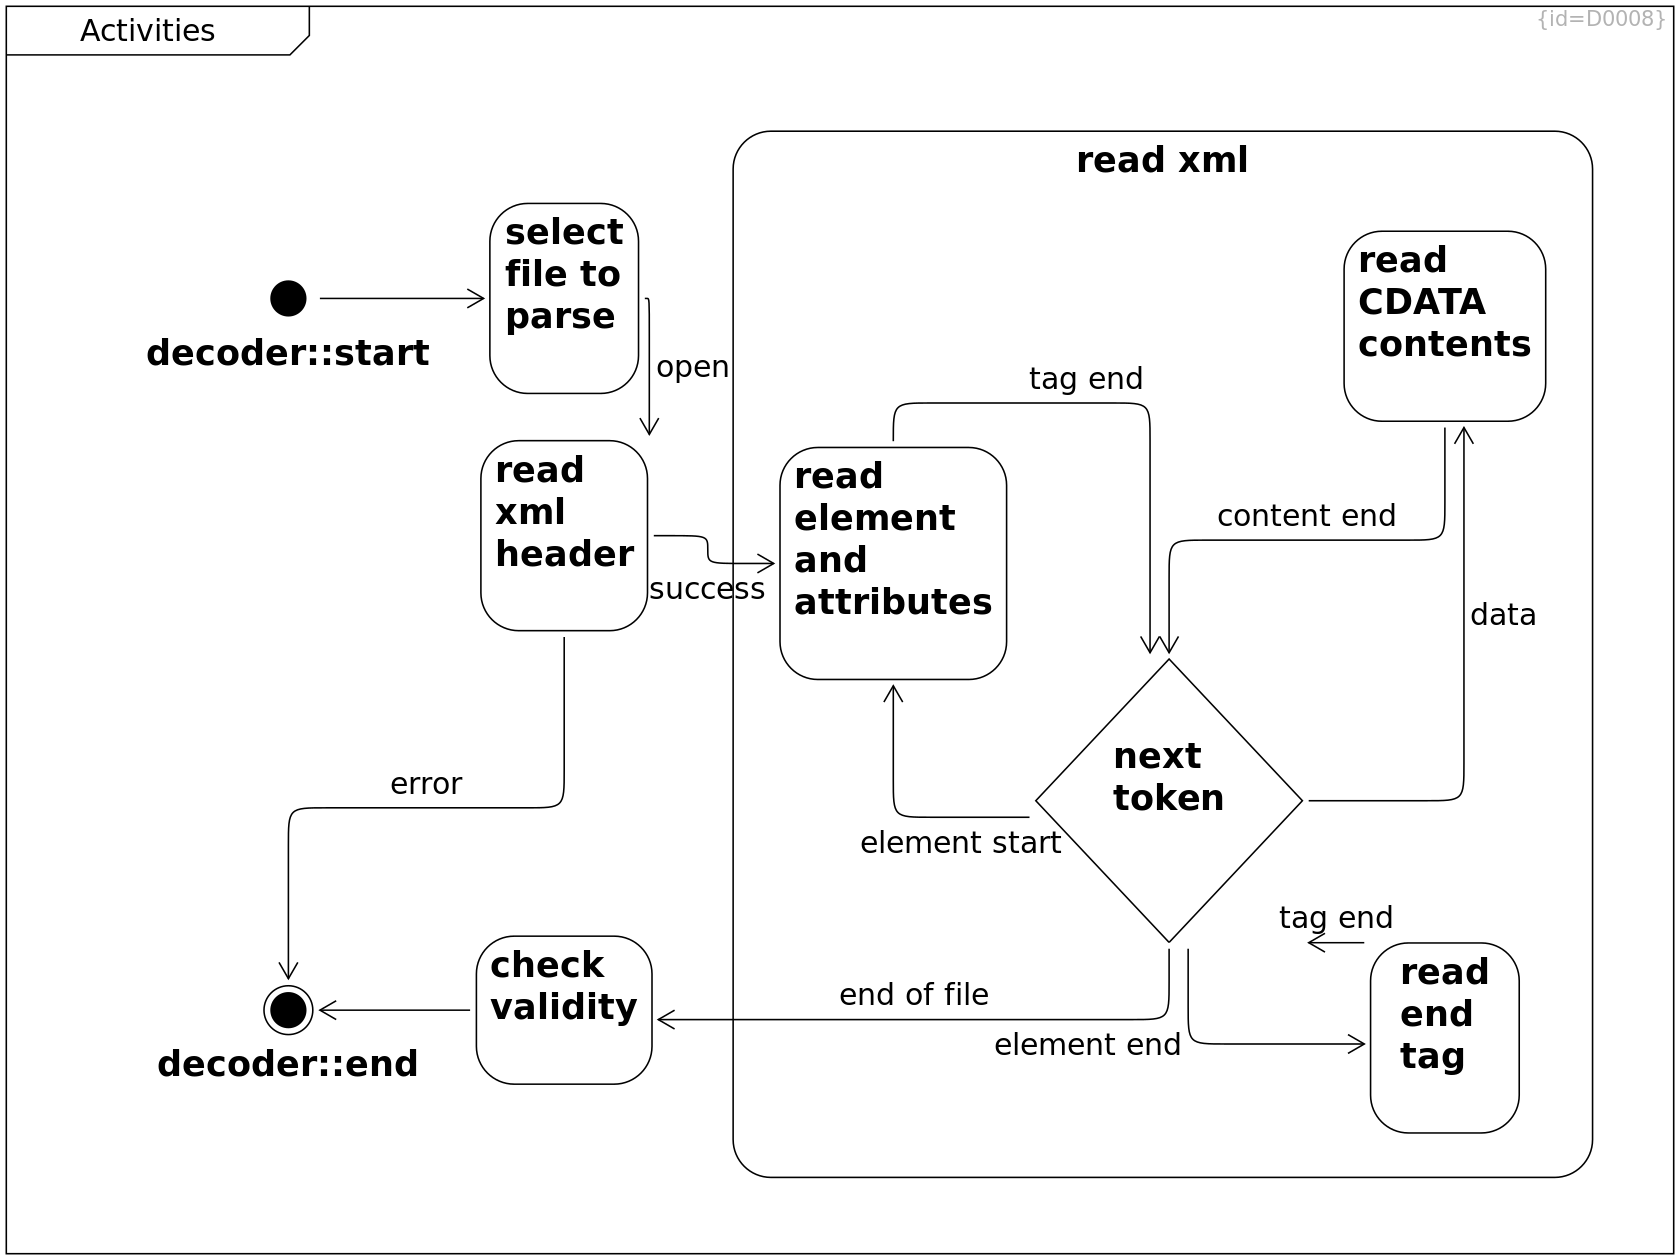 Activities
{id=D0008}
read xml
select
file to
parse
decoder::start
open
read
CDATA
contents
tag end
read
xml
header
success
read
element
and
attributes
content end
data
next
token
error
element start
tag end
check
validity
end of file
element end
read
end
tag
decoder::end